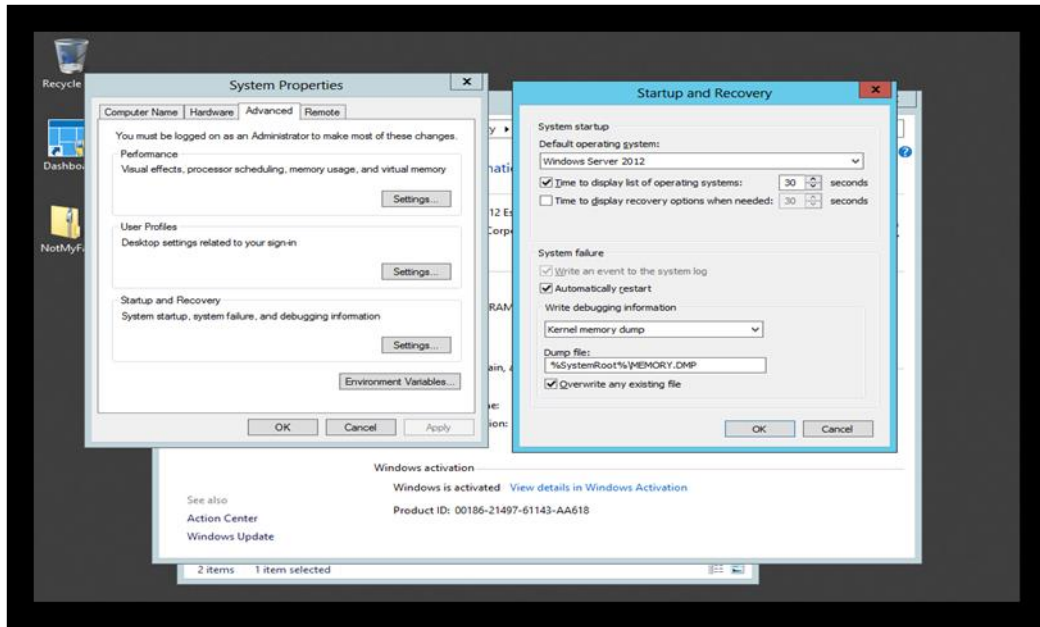 Recycle
Dashbo
NotMyF
System Properties
Computer Name Hardware Advanced Remote
You must be logged on as an Administrator to make most of these changes.
Performance
Visual effects, processor scheduling, memory usage, and virtual memory
Settings...
User Profiles
Desktop settings related to your sign-in
Settings...
Startup and Recovery
System startup, system failure, and debugging information
Settings...
Environment Variables...
OK Cancel Apply
Startup and Recovery
System startup
Default operating system:
Windows Server 2012
Time to display list of operating systems: 30 seconds
Time to display recovery options when needed: 30 seconds
System failure
Write an event to the system log
Automatically restart
Write debugging information
Kernel memory dump
Dump file:
%SystemRoot%\MEMORY.DMP
Overwrite any existing file
OK Cancel
Windows activation
Windows is activated View details in Windows Activation
Product ID: 00186-21497-61143-AA618
See also
Action Center
Windows Update
2 items 1 item selected